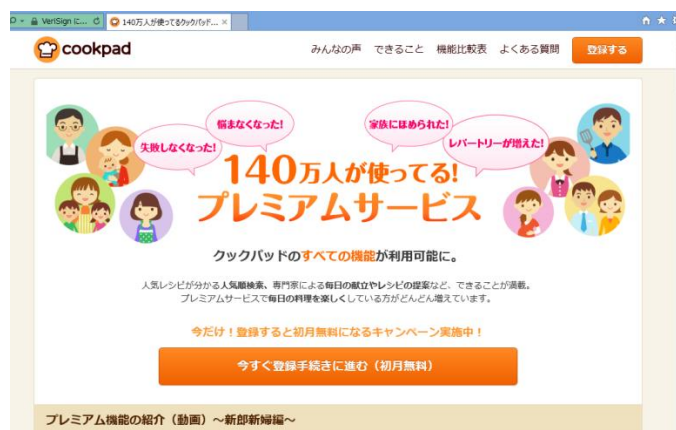 VeriSign に...
140万人が使ってるクックパッド...
cookpad
みんなの声 できること 機能比較表 よくある質問 登録する
悩まなくなった!
家族にほめられた!
失敗しなくなった!
レパートリーが増えた!
140万人が使ってる!
プレミアムサービス
クックパッドのすべての機能が利用可能に。
人気レシピが分かる人気順検索、専門家による毎日の献立やレシピの提案など、できることが満載。
プレミアムサービスで毎日の料理を楽しくしている方がどんどん増えています。
今だけ!登録すると初月無料になるキャンペーン実施中!
今すぐ登録手続きに進む(初月無料)
プレミアム機能の紹介(動画)~新郎新婦編~